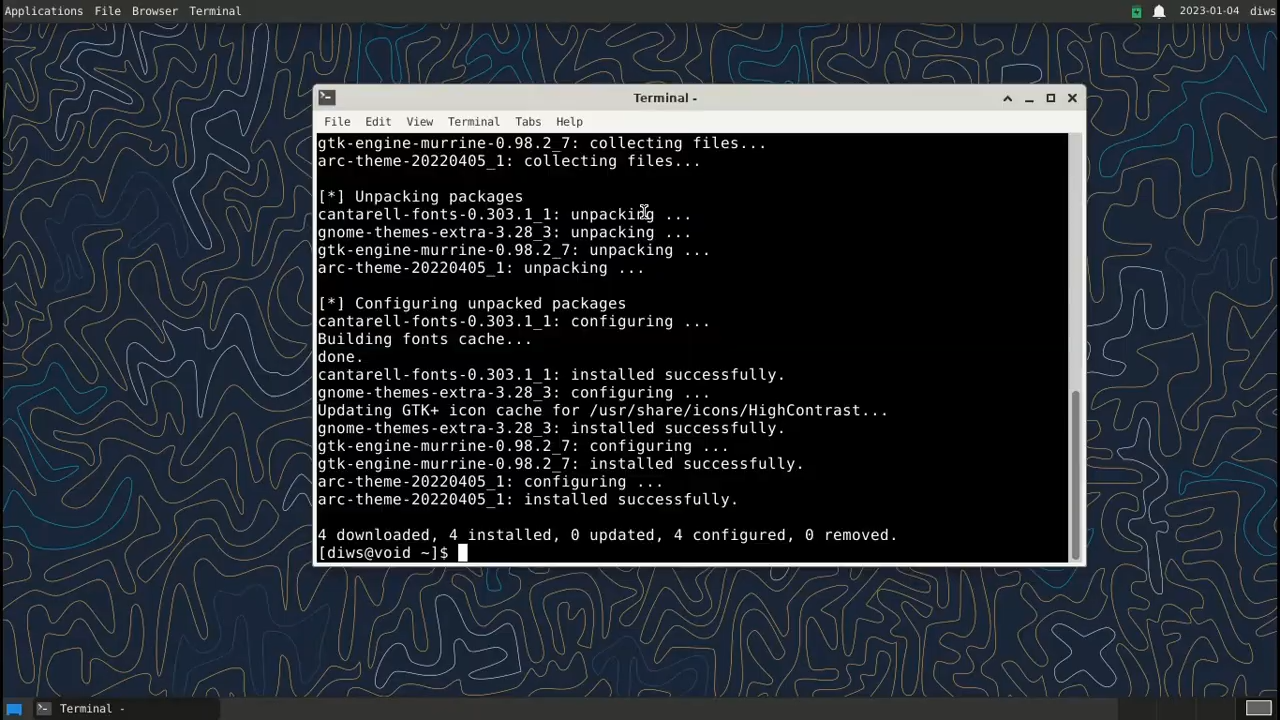 Applications File Browser Terminal 2023-01-04 diws
Terminal -
File Edit View Terminal Tabs Help
gtk-engine-murrine-0.98.2_7: collecting files...
arc-theme-20220405_1: collecting files...
[*] Unpacking packages
cantarell-fonts-0.303.1_1: unpacking ...
gnome-themes-extra-3.28_3: unpacking ...
gtk-engine-murrine-0.98.2_7: unpacking ...
arc-theme-20220405_1: unpacking ...
[*] Configuring unpacked packages
cantarell-fonts-0.303.1_1: configuring ...
Building fonts cache...
done.
cantarell-fonts-0.303.1_1: installed successfully.
gnome-themes-extra-3.28_3: configuring ...
Updating GTK+ icon cache for /usr/share/icons/HighContrast...
gnome-themes-extra-3.28_3: installed successfully.
gtk-engine-murrine-0.98.2_7: configuring ...
gtk-engine-murrine-0.98.2_7: installed successfully.
arc-theme-20220405_1: configuring ...
arc-theme-20220405_1: installed successfully.
4 downloaded, 4 installed, 0 updated, 4 configured, 0 removed.
[diws@void ~]$
Terminal -